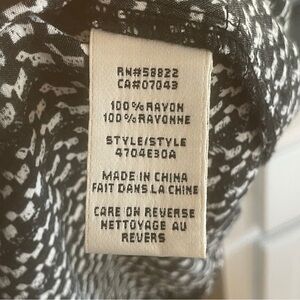 RN#58822
CA#07043
100%RAYON
100%RAYONNE
STYLE/STYLE
4704E30A
MADE IN CHINA
FAIT DANS LA CHINE
CARE ON REVERSE
NETTOYAGE AU
REVERS